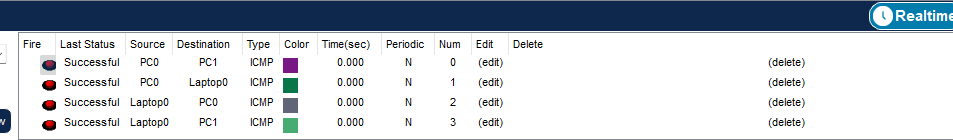 Realtime
Fire Last Status Source Destination Type Color Time(sec) Periodic Num Edit Delete
Successful PC0 PC1 ICMP 0.000 N 0 (edit) (delete)
Successful PC0 Laptop0 ICMP 0.000 N 1 (edit) (delete)
Successful Laptop0 PC0 ICMP 0.000 N 2 (edit) (delete)
Successful Laptop0 PC1 ICMP 0.000 N 3 (edit) (delete)